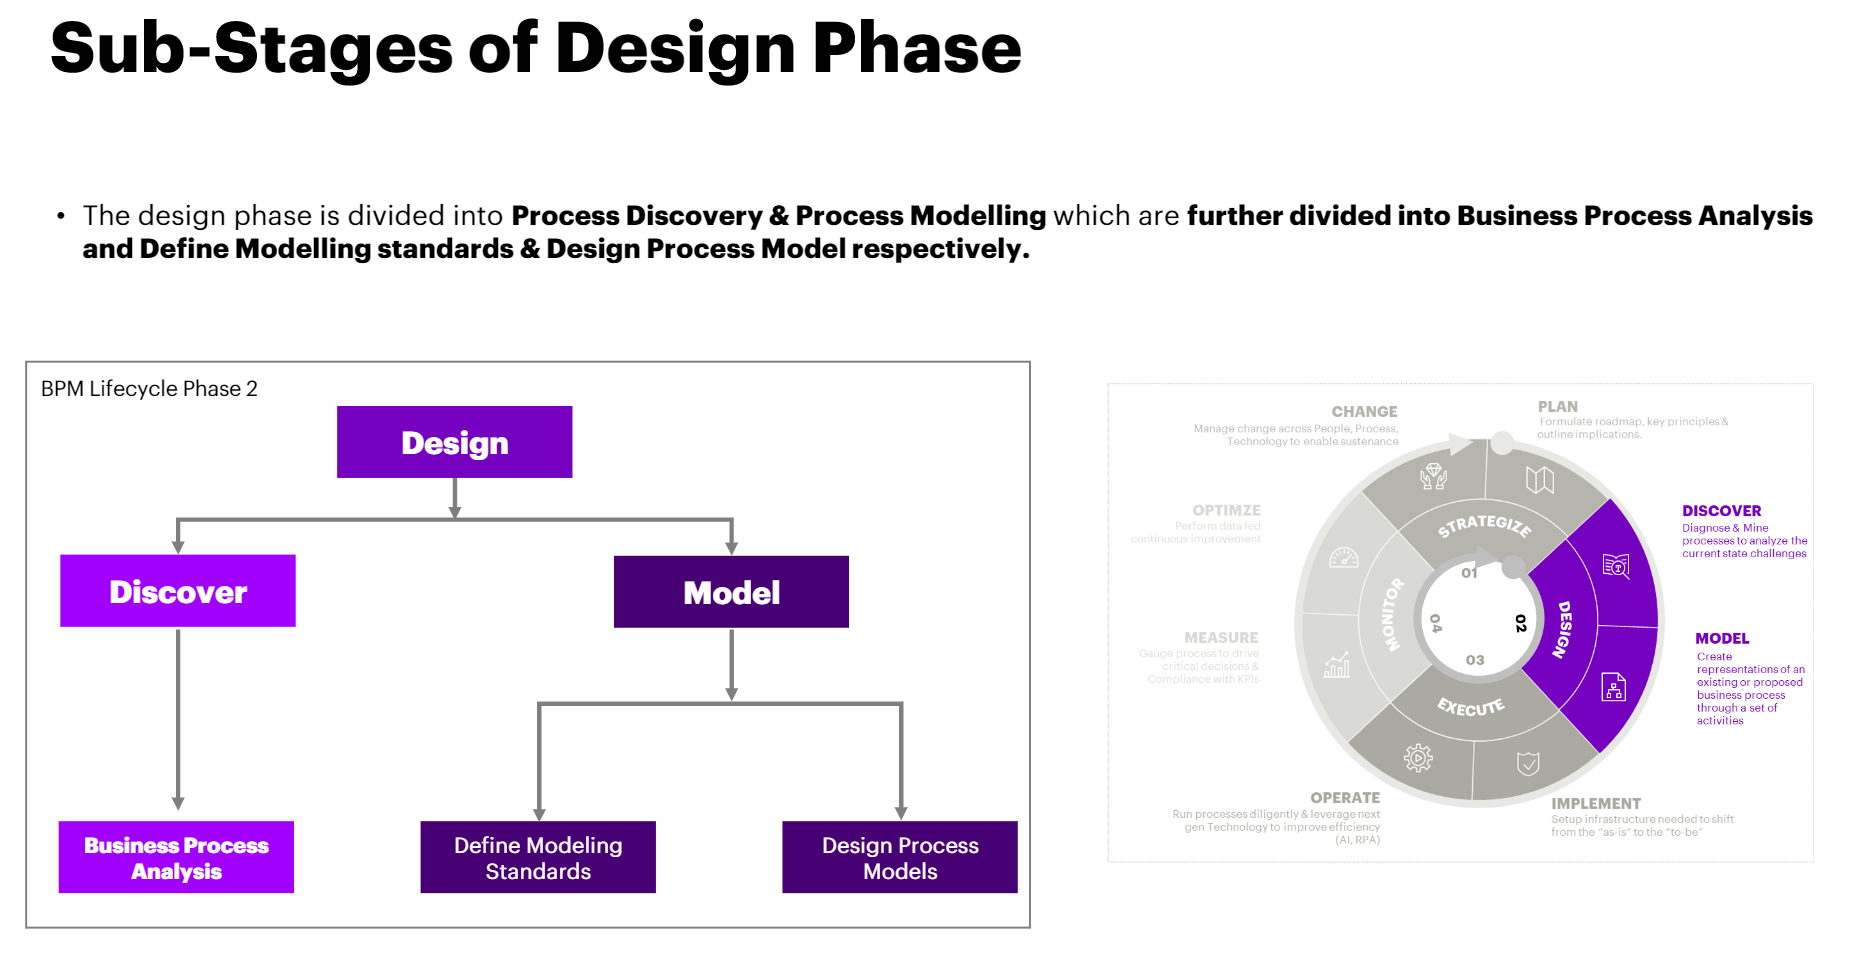 Sub-Stages of Design Phase
• The design phase is divided into Process Discovery & Process Modelling which are further divided into Business Process Analysis
and Define Modelling standards & Design Process Model respectively.
BPM Lifecycle Phase 2
Design
Discover
Model
Business Process
Analysis
Define Modeling
Standards
Design Process
Models
CHANGE
Manage change across People, Process,
Technology to enable sustenance
PLAN
Formulate roadmap, key principles &
outline implications.
OPTIMZE
Perform data led
continuous improvement
DISCOVER
Diagnose & Mine
processes to analyze the
current state challenges
STRATEGIZE
01
MONITOR
04
02
DESIGN
03
EXECUTE
MEASURE
Gauge process to drive
critical decisions &
Compliance with KPIs
MODEL
Create
representations of an
existing or proposed
business process
through a set of
activities
OPERATE
Run processes diligently & leverage next
gen Technology to improve efficiency
(AI, RPA)
IMPLEMENT
Setup infrastructure needed to shift
from the “as-is” to the “to-be”